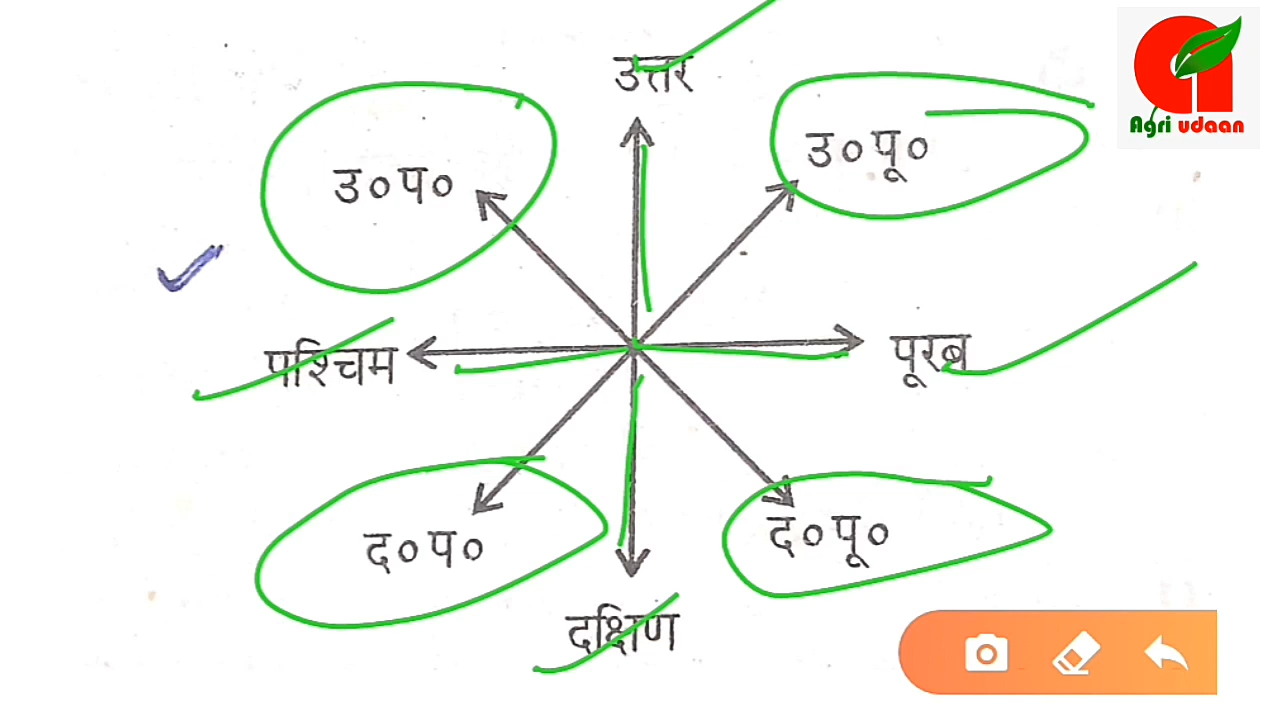 उत्तर
उ०प०
उ०पू०
पश्चिम
पूरब
द०प०
द०पू०
दक्षिण
Agri udaan